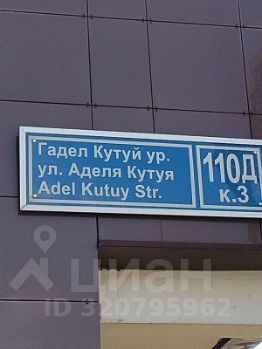 Гадел Кутуй ур.
ул. Аделя Кутуя
Adel Kutuy Str.
110Д
к.3
циан
ID 320795962